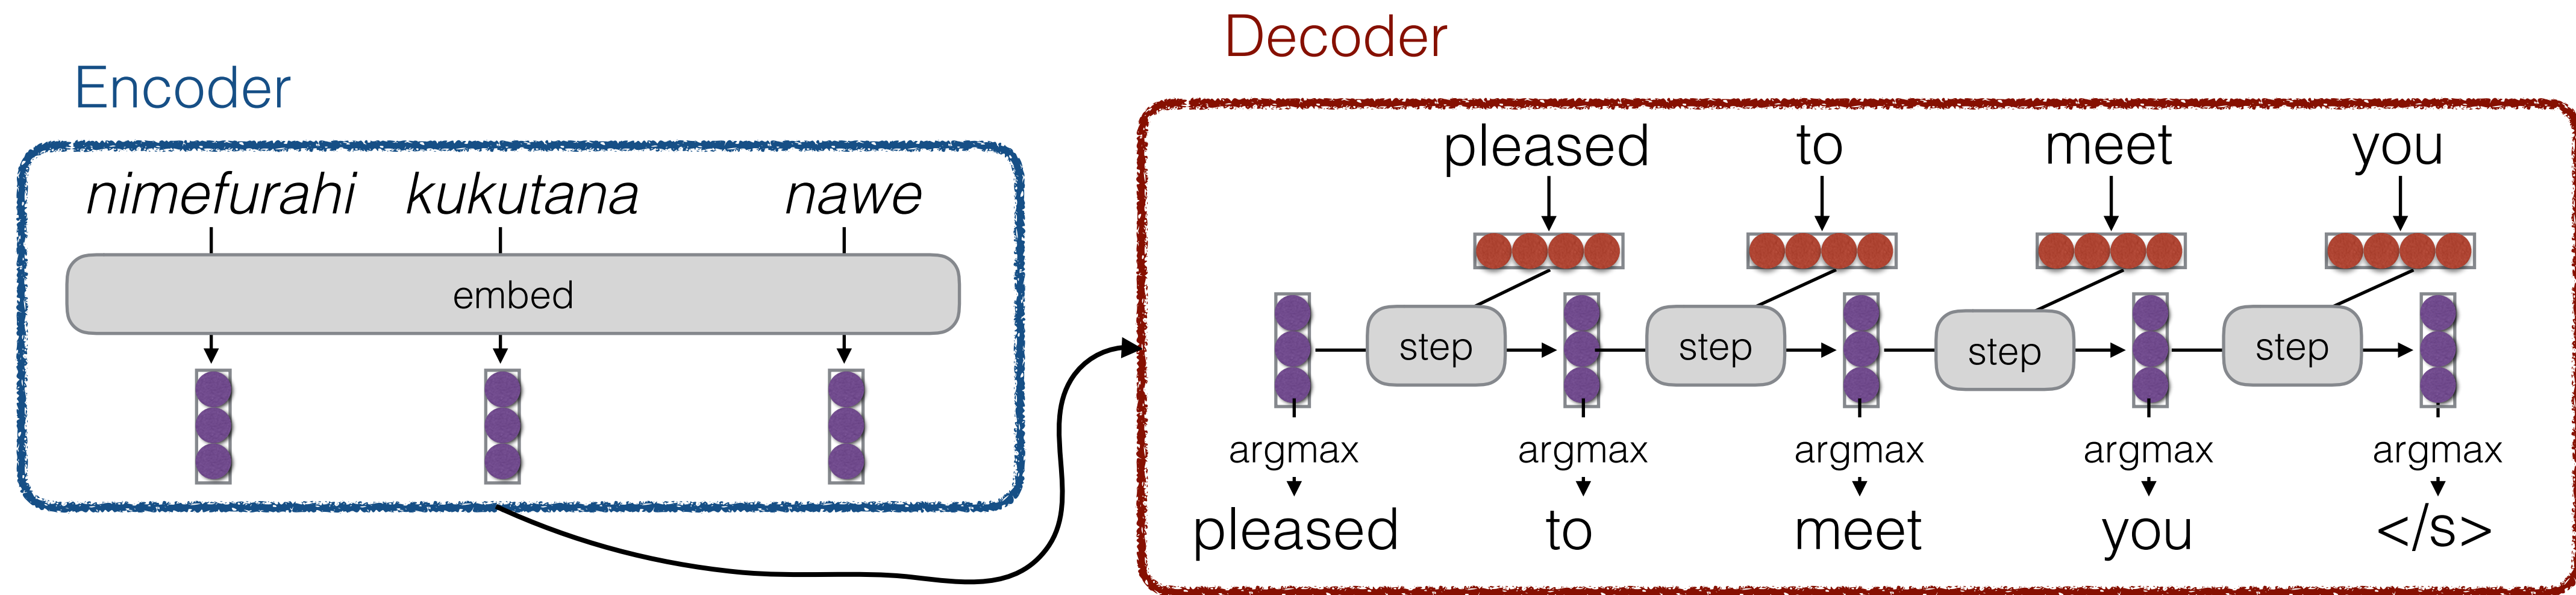 Encoder
nimefurahi kukutana nawe
embed
Decoder
pleased to meet you
step step step step
argmax argmax argmax argmax argmax
pleased to meet you </s>